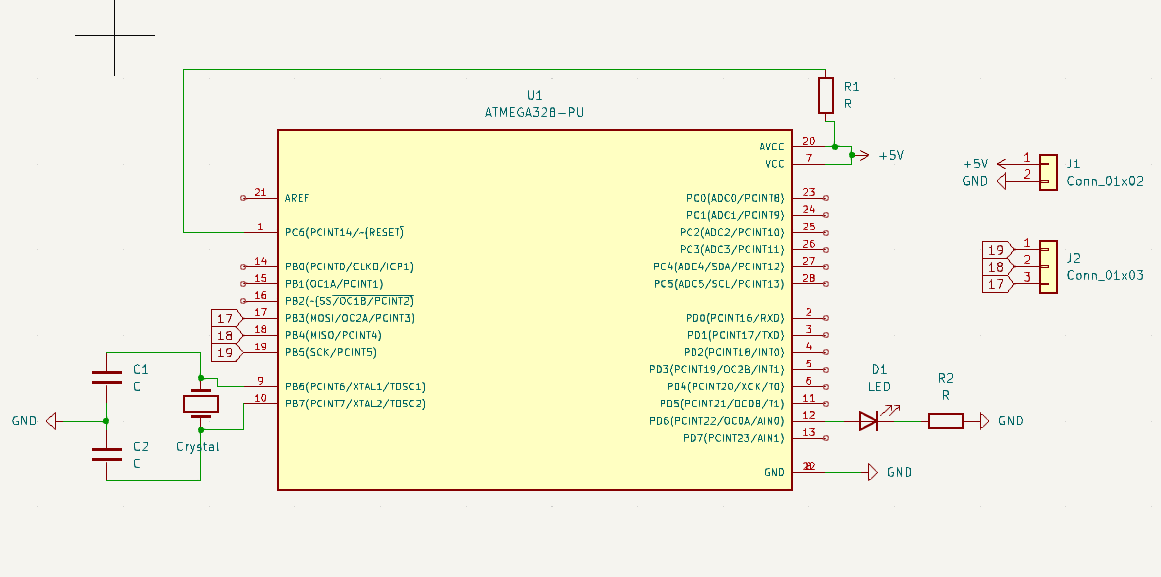 U1
ATMEGA328-PU
R1
R
AVCC 20
VCC 7
+5V
21 AREF
1 PC6(PCINT14/~{RESET)
14 PB0(PCINT0/CLKO/ICP1)
15 PB1(OC1A/PCINT1)
16 PB2(~{SS/OC1B/PCINT2)
17 17 PB3(MOSI/OC2A/PCINT3)
18 18 PB4(MISO/PCINT4)
19 19 PB5(SCK/PCINT5)
9 PB6(PCINT6/XTAL1/TOSC1)
10 PB7(PCINT7/XTAL2/TOSC2)
PC0(ADC0/PCINT8) 23
PC1(ADC1/PCINT9) 24
PC2(ADC2/PCINT10) 25
PC3(ADC3/PCINT11) 26
PC4(ADC4/SDA/PCINT12) 27
PC5(ADC5/SCL/PCINT13) 28
PD0(PCINT16/RXD) 2
PD1(PCINT17/TXD) 3
PD2(PCINT18/INT0) 4
PD3(PCINT19/OC2B/INT1) 5
PD4(PCINT20/XCK/T0) 6
PD5(PCINT21/OC0B/T1) 11
PD6(PCINT22/OC0A/AIN0) 12
PD7(PCINT23/AIN1) 13
GND
GND
C1
C
C2
C
GND
Crystal
D1
LED
R2
R
GND
+5V 1
GND 2
J1
Conn_01x02
19 1
18 2
17 3
J2
Conn_01x03